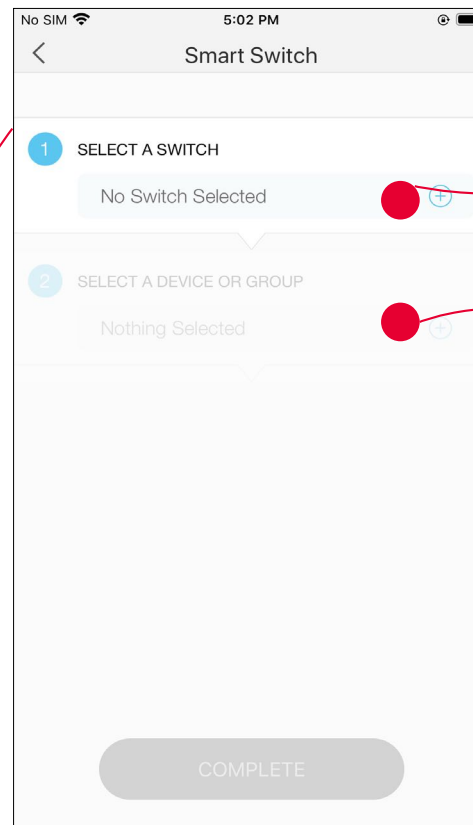 No SIM 5:02 PM
Smart Switch
1 SELECT A SWITCH
No Switch Selected
2 SELECT A DEVICE OR GROUP
Nothing Selected
COMPLETE